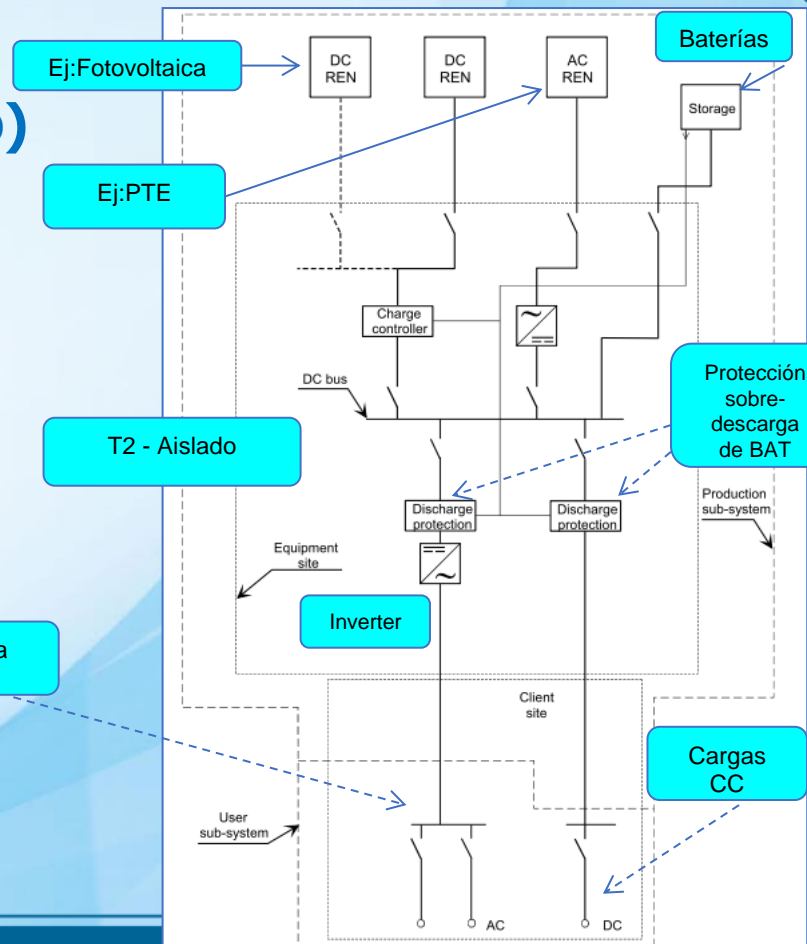 Baterías
Ej:Fotovoltaica
DC
REN
DC
REN
AC
REN
Storage
)
Ej:PTE
Charge
controller
DC bus
Protección
sobre-
descarga
de BAT
T2 - Aislado
Discharge
protection
Discharge
protection
Production
sub-system
Equipment
site
Inverter
a
Client
site
Cargas
CC
User
sub-system
AC
DC